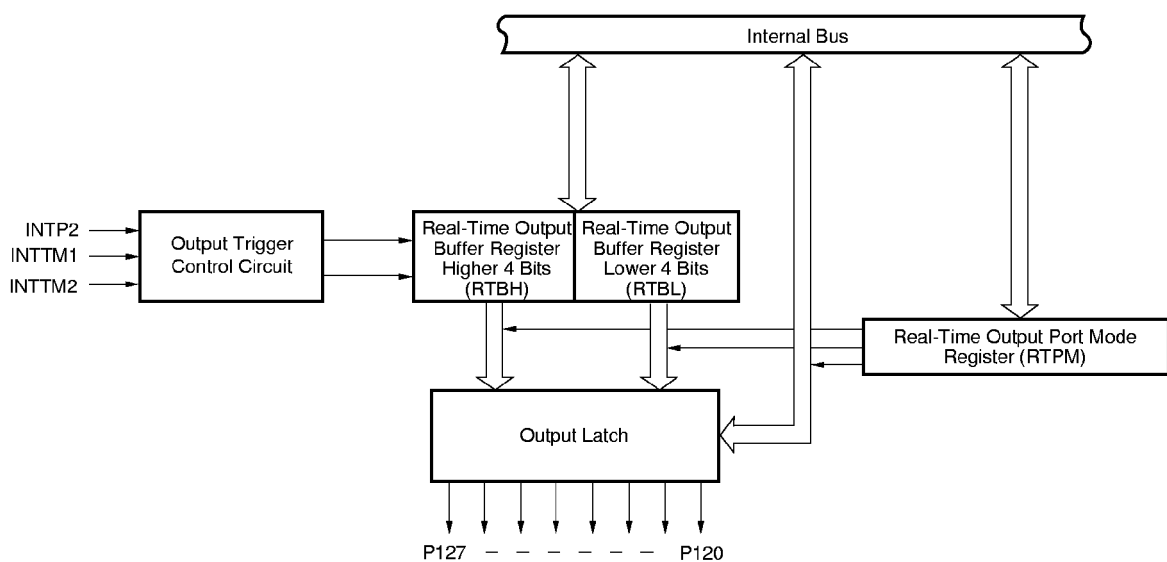 Internal Bus
INTP2
INTTM1
INTTM2
Output Trigger
Control Circuit
Real-Time Output
Buffer Register
Higher 4 Bits
(RTBH)
Real-Time Output
Buffer Register
Lower 4 Bits
(RTBL)
Real-Time Output Port Mode
Register (RTPM)
Output Latch
P127 – – – – – – P120